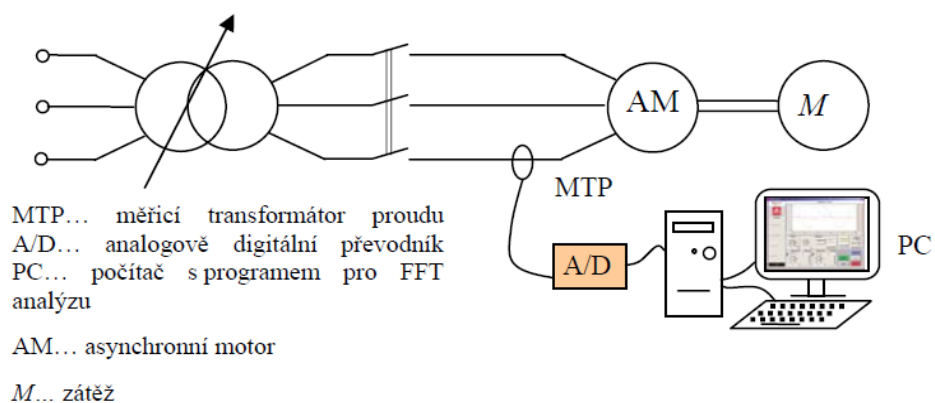 AM
M
MTP
MTP… měřicí transformátor proudu
A/D… analogově digitální převodník
PC… počítač s programem pro FFT
analýzu
A/D
PC
AM… asynchronní motor
M... zátěž